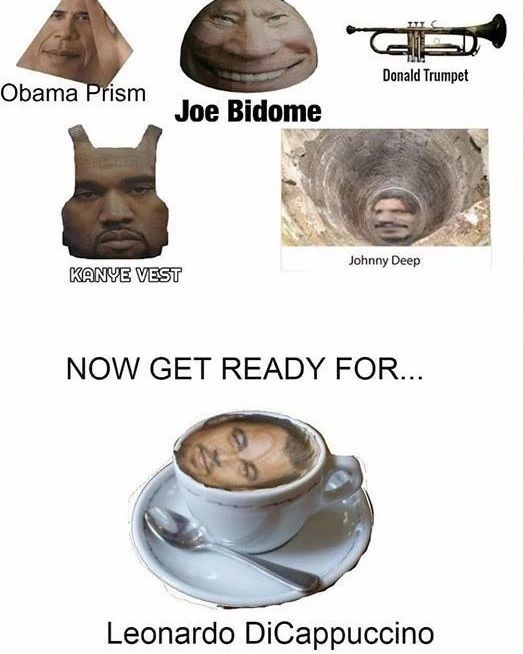 Obama Prism
Joe Bidome
Donald Trumpet
KANYE VEST
Johnny Deep
NOW GET READY FOR...
Leonardo DiCappuccino